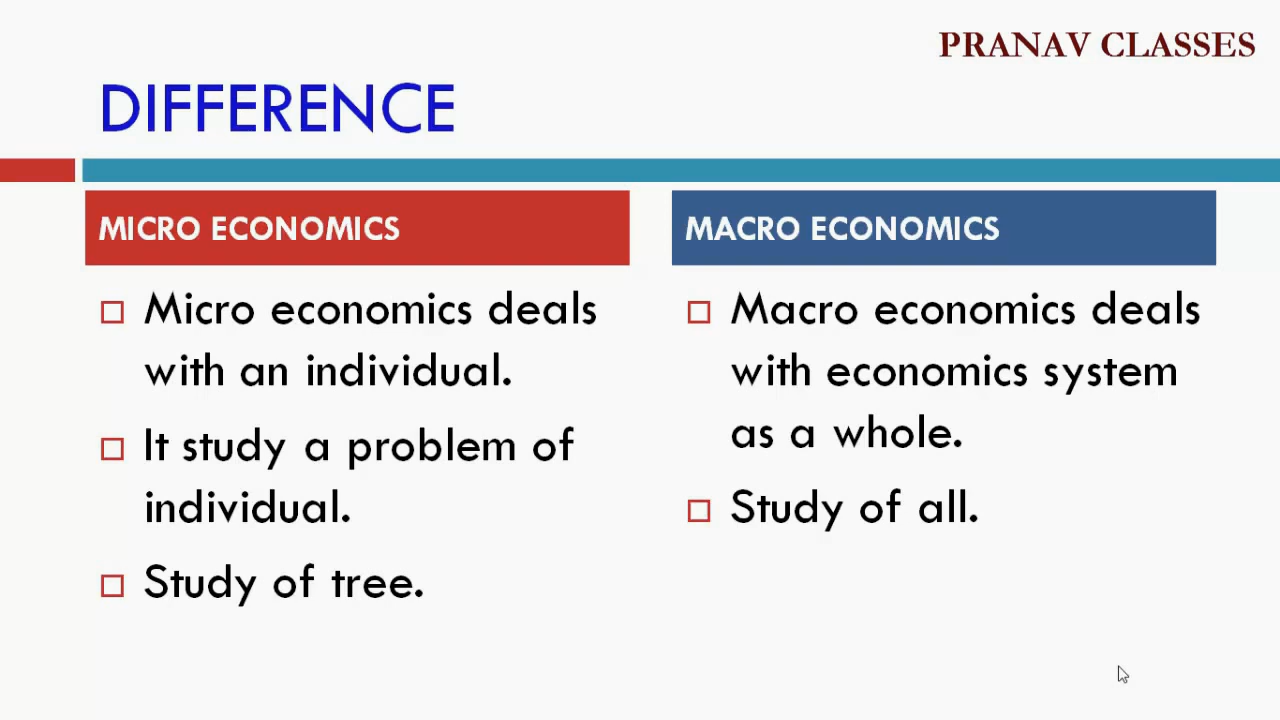 PRANAV CLASSES
DIFFERENCE
MICRO ECONOMICS
Micro economics deals
with an individual.
It study a problem of
individual.
Study of tree.
MACRO ECONOMICS
Macro economics deals
with economics system
as a whole.
Study of all.